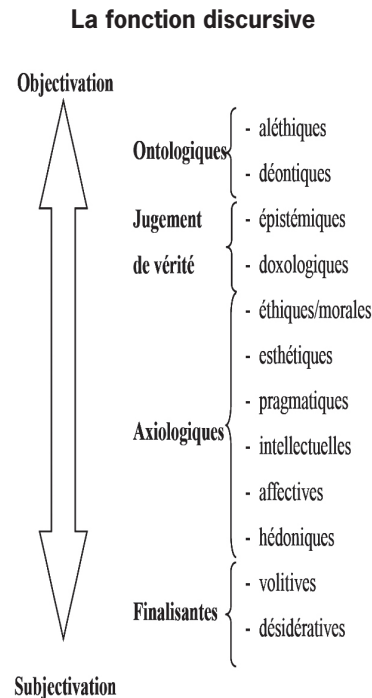 La fonction discursive
Objectivation
Ontologiques
- aléthiques
- déontiques
Jugement
de vérité
- épistémiques
- doxologiques
Axiologiques
- éthiques/morales
- esthétiques
- pragmatiques
- intellectuelles
- affectives
- hédoniques
Finalisantes
- volitives
- désidératives
Subjectivation